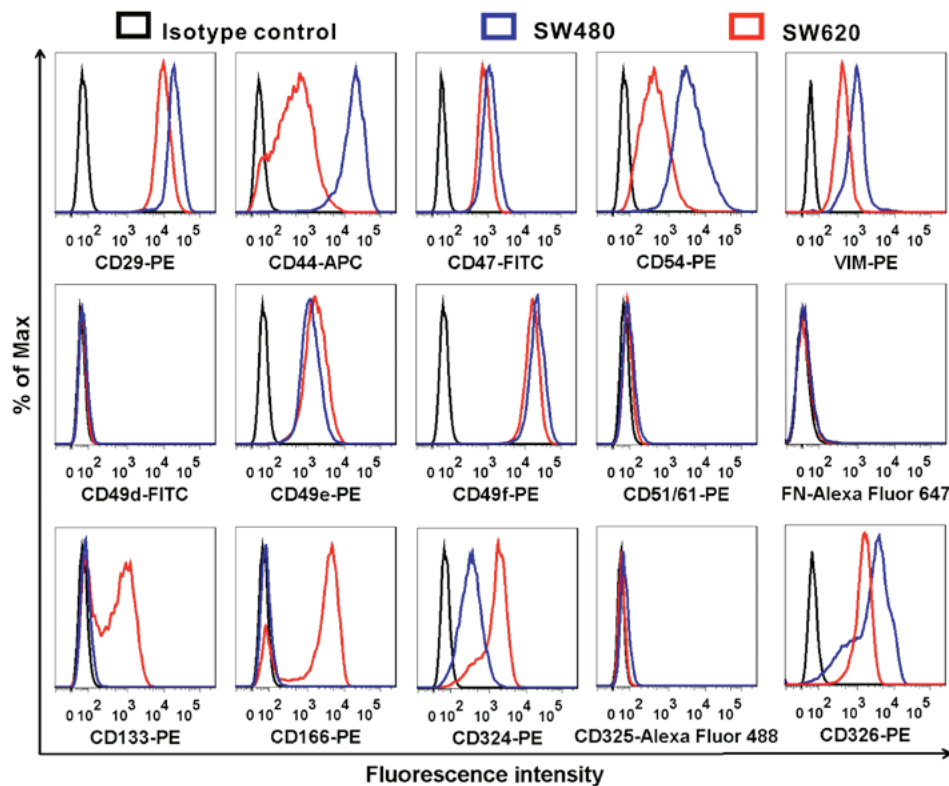 Isotype control SW480 SW620
% of Max
0 10² 10³ 10⁴ 10⁵ 0 10² 10³ 10⁴ 10⁵ 0 10² 10³ 10⁴ 10⁵ 0 10² 10³ 10⁴ 10⁵ 0 10² 10³ 10⁴ 10⁵
CD29-PE CD44-APC CD47-FITC CD54-PE VIM-PE
0 10² 10³ 10⁴ 10⁵ 0 10² 10³ 10⁴ 10⁵ 0 10² 10³ 10⁴ 10⁵ 0 10² 10³ 10⁴ 10⁵ 0 10² 10³ 10⁴ 10⁵
CD49d-FITC CD49e-PE CD49f-PE CD51/61-PE FN-Alexa Fluor 647
0 10² 10³ 10⁴ 10⁵ 0 10² 10³ 10⁴ 10⁵ 0 10² 10³ 10⁴ 10⁵ 0 10² 10³ 10⁴ 10⁵ 0 10² 10³ 10⁴ 10⁵
CD133-PE CD166-PE CD324-PE CD325-Alexa Fluor 488 CD326-PE
Fluorescence intensity